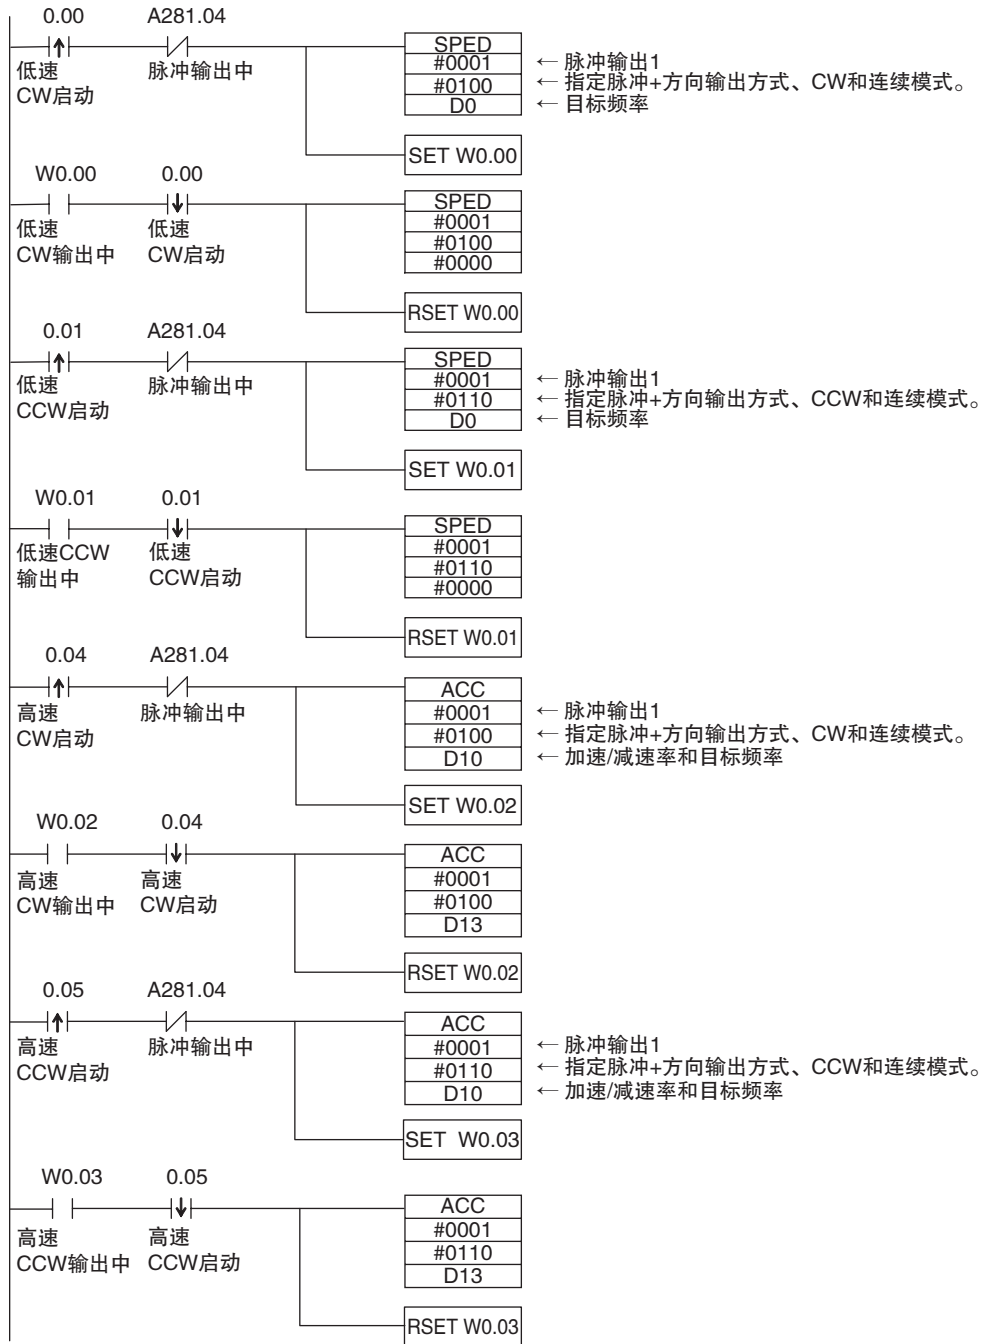 0.00 A281.04
SPED
#0001 ← 脉冲输出1
#0100 ← 指定脉冲+方向输出方式、CW和连续模式。
D0 ← 目标频率
低速 脉冲输出中
CW启动
SET W0.00
W0.00 0.00
SPED
#0001
#0100
#0000
低速 低速
CW输出中 CW启动
RSET W0.00
0.01 A281.04
SPED
#0001 ← 脉冲输出1
#0110 ← 指定脉冲+方向输出方式、CCW和连续模式。
D0 ← 目标频率
低速 脉冲输出中
CCW启动
SET W0.01
W0.01 0.01
SPED
#0001
#0110
#0000
低速CCW 低速
输出中 CCW启动
RSET W0.01
0.04 A281.04
ACC
#0001 ← 脉冲输出1
#0100 ← 指定脉冲+方向输出方式、CW和连续模式。
D10 ← 加速/减速率和目标频率
高速 脉冲输出中
CW启动
SET W0.02
W0.02 0.04
ACC
#0001
#0100
D13
高速 高速
CW输出中 CW启动
RSET W0.02
0.05 A281.04
ACC
#0001 ← 脉冲输出1
#0110 ← 指定脉冲+方向输出方式、CCW和连续模式。
D10 ← 加速/减速率和目标频率
高速 脉冲输出中
CCW启动
SET W0.03
W0.03 0.05
ACC
#0001
#0110
D13
高速 高速
CCW输出中 CCW启动
RSET W0.03